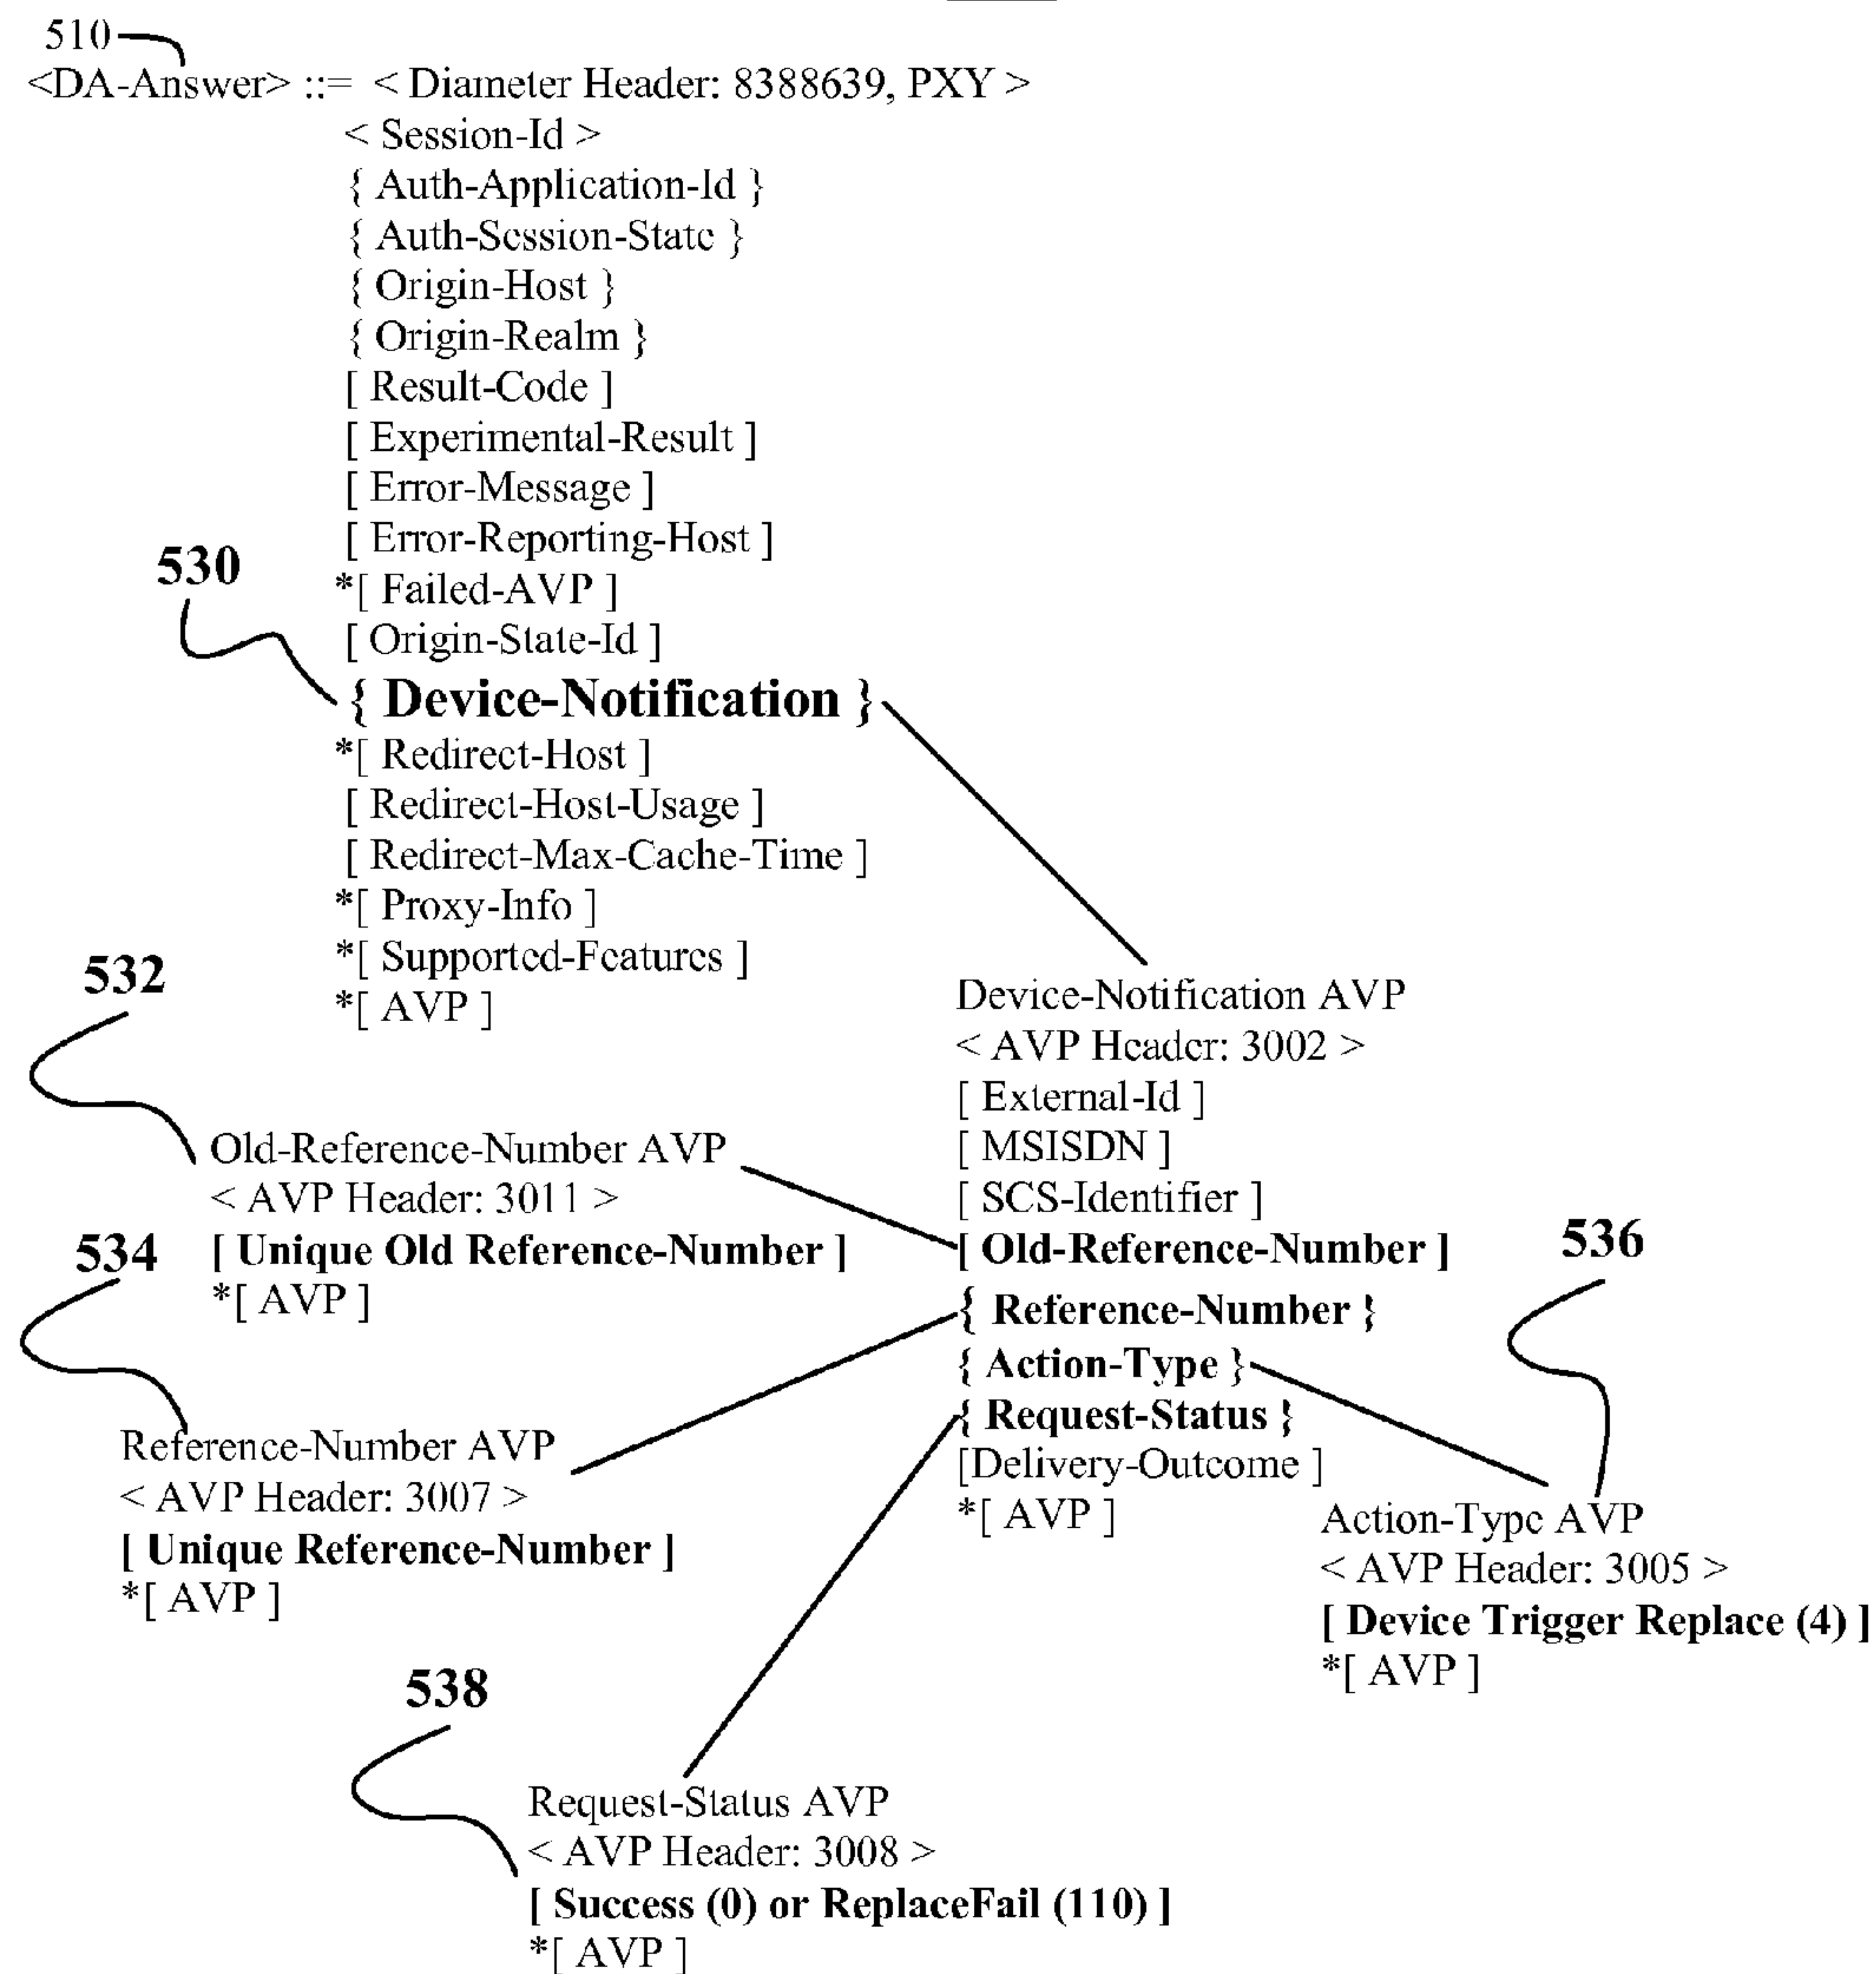 510
<DA-Answer> ::= < Diameter Header: 8388639, PXY >
< Session-Id >
{ Auth-Application-Id }
{ Auth-Session-State }
{ Origin-Host }
{ Origin-Realm }
[ Result-Code ]
[ Experimental-Result ]
[ Error-Message ]
[ Error-Reporting-Host ]
530
*[ Failed-AVP ]
[ Origin-State-Id ]
{ Device-Notification }
*[ Redirect-Host ]
[ Redirect-Host-Usage ]
[ Redirect-Max-Cache-Time ]
*[ Proxy-Info ]
*[ Supported-Features ]
*[ AVP ]
Device-Notification AVP
< AVP Header: 3002 >
[ External-Id ]
[ MSISDN ]
[ SCS-Identifier ]
[ Old-Reference-Number ]
{ Reference-Number }
{ Action-Type }
{ Request-Status }
[Delivery-Outcome ]
*[ AVP ]
532
Old-Reference-Number AVP
< AVP Header: 3011 >
[ Unique Old Reference-Number ]
*[ AVP ]
534
Reference-Number AVP
< AVP Header: 3007 >
[ Unique Reference-Number ]
*[ AVP ]
536
Action-Type AVP
< AVP Header: 3005 >
[ Device Trigger Replace (4) ]
*[ AVP ]
538
Request-Status AVP
< AVP Header: 3008 >
[ Success (0) or ReplaceFail (110) ]
*[ AVP ]